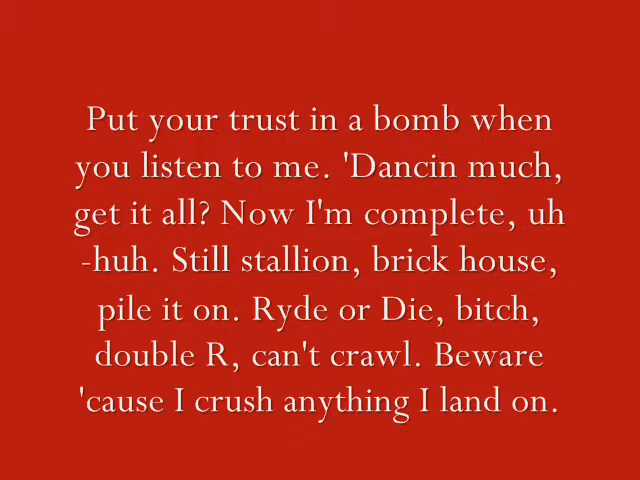 Put your trust in a bomb when
you listen to me. 'Dancin much,
get it all? Now I'm complete, uh
-huh. Still stallion, brick house,
pile it on. Ryde or Die, bitch,
double R, can't crawl. Beware
'cause I crush anything I land on.